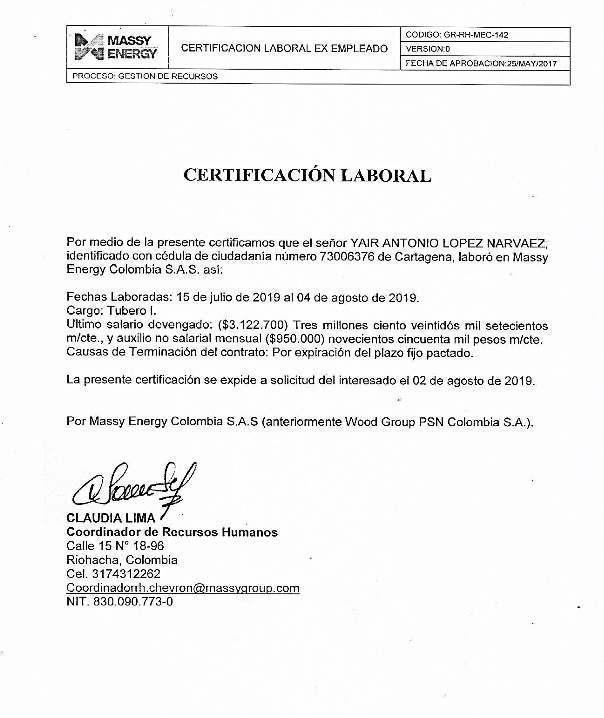 MASSY
ENERGY
CERTIFICACION LABORAL EX EMPLEADO
CODIGO: GR-RH-MEC-142
VERSION:0
FECHA DE APROBACION:25/MAY/2017
PROCESO: GESTION DE RECURSOS
CERTIFICACIÓN LABORAL
Por medio de la presente certificamos que el señor YAIR ANTONIO LOPEZ NARVAEZ,
identificado con cédula de ciudadanía número 73006376 de Cartagena, laboró en Massy
Energy Colombia S.A.S. así:
Fechas Laboradas: 15 de julio de 2019 al 04 de agosto de 2019.
Cargo: Tubero I.
Ultimo salario devengado: ($3.122.700) Tres millones ciento veintidós mil setecientos
m/cte., y auxilio no salarial mensual ($950.000) novecientos cincuenta mil pesos m/cte.
Causas de Terminación del contrato: Por expiración del plazo fijo pactado.
La presente certificación se expide a solicitud del interesado el 02 de agosto de 2019.
Por Massy Energy Colombia S.A.S (anteriormente Wood Group PSN Colombia S.A.).
CLAUDIA LIMA
Coordinador de Recursos Humanos
Calle 15 N° 18-96
Riohacha, Colombia
Cel. 3174312262
Coordinadorrh.chevron@massygroup.com
NIT. 830.090.773-0